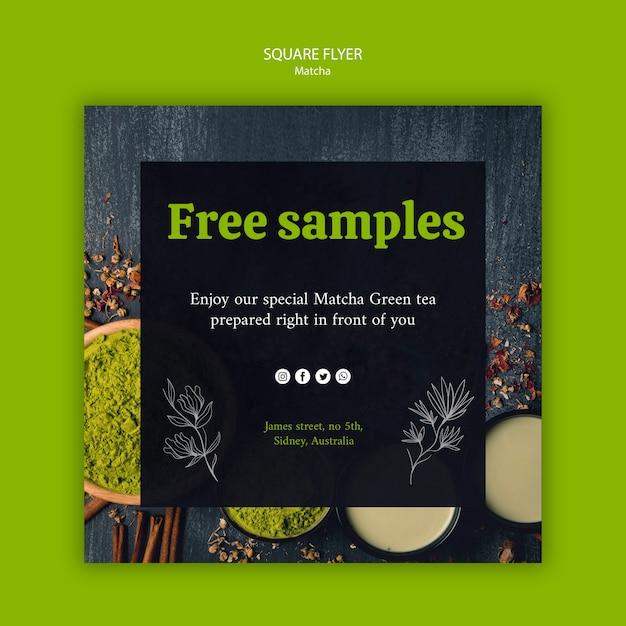 SQUARE FLYER
Matcha
Free samples
Enjoy our special Matcha Green tea
prepared right in front of you
James street, no 5th,
Sidney, Australia